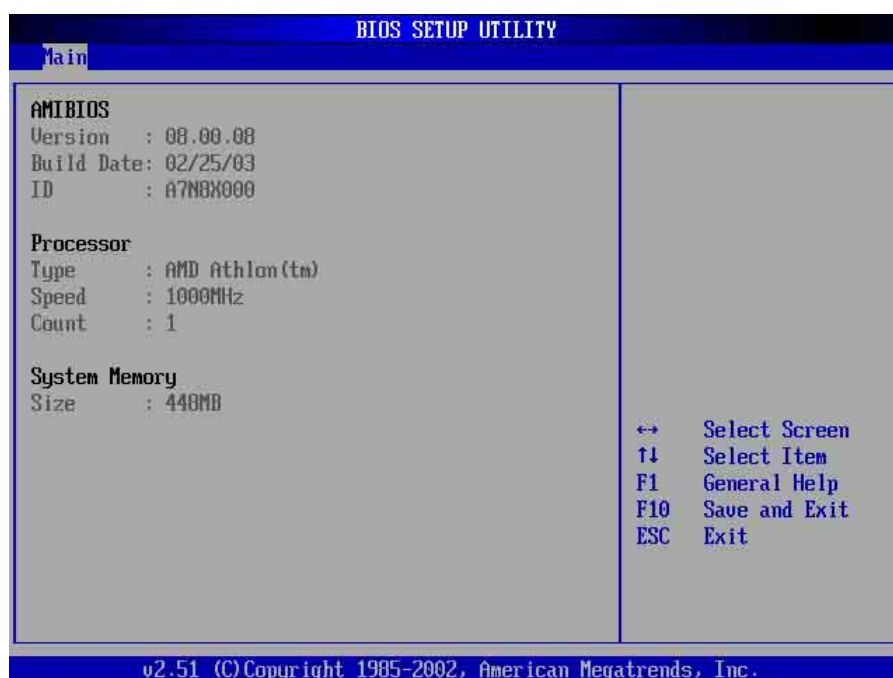 BIOS SETUP UTILITY
Main
AMIBIOS
Version : 08.00.08
Build Date: 02/25/03
ID : A7N8X000
Processor
Type : AMD Athlon(tm)
Speed : 1000MHz
Count : 1
System Memory
Size : 448MB
↔ Select Screen
↑↓ Select Item
F1 General Help
F10 Save and Exit
ESC Exit
v2.51 (C)Copyright 1985-2002, American Megatrends, Inc.